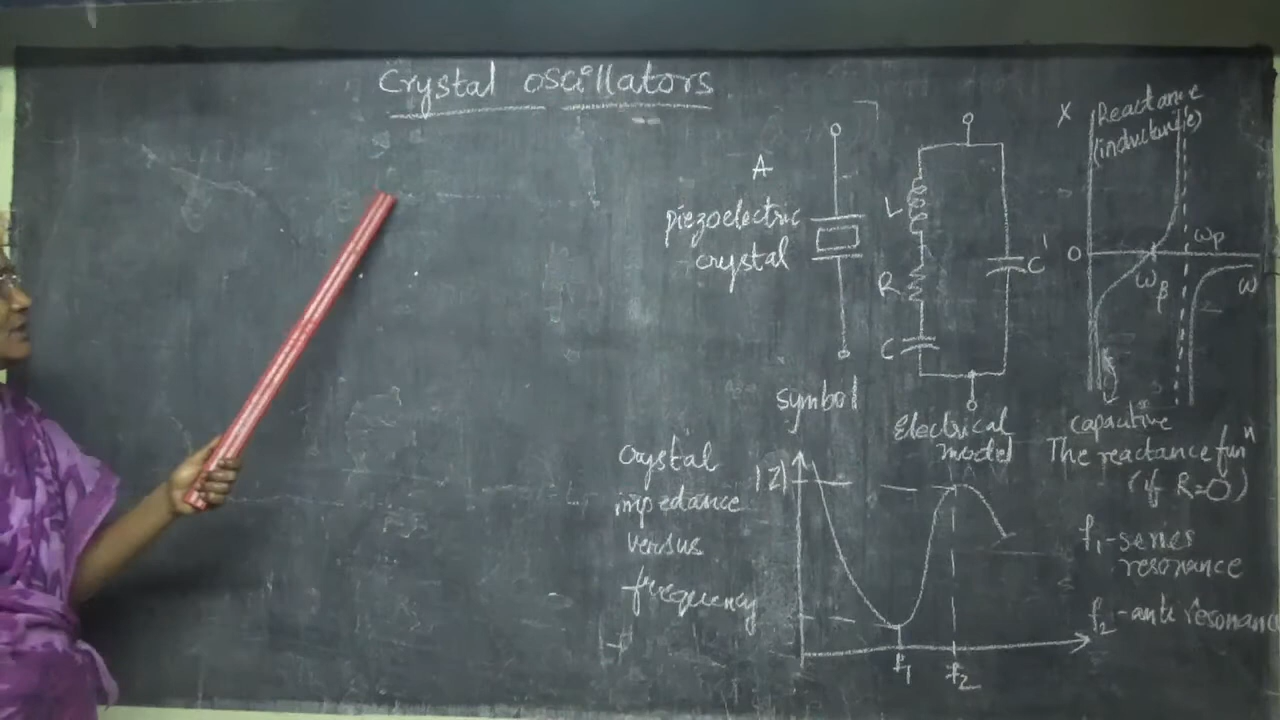 Crystal oscillators
A
piezoelectric
crystal
symbol
L
R
C
C'
Electrical
model
X
Reactance
(inductive)
0
ωp
ω
capacitive
The reactance funⁿ
(if R=0)
Crystal
impedance
versus
frequency
|Z|
f1
f2
f1-series
resonance
f2-anti resonance